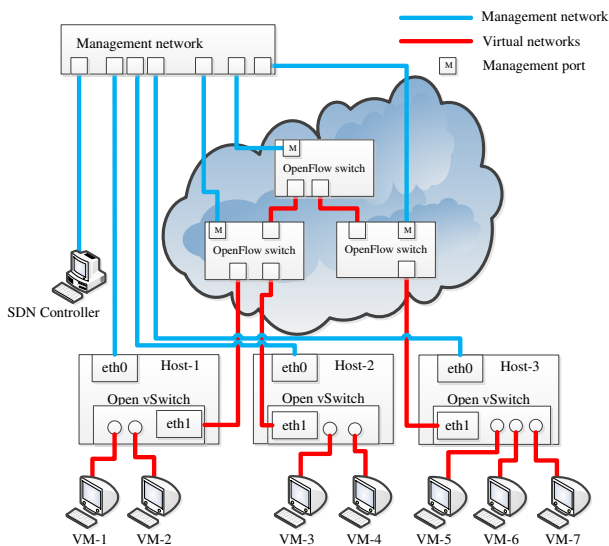 Management network
Virtual networks
M Management port
Management network
M
OpenFlow switch
M
OpenFlow switch
M
OpenFlow switch
SDN Controller
eth0 Host-1
Open vSwitch
eth1
eth0 Host-2
Open vSwitch
eth1
eth0 Host-3
Open vSwitch
eth1
VM-1 VM-2 VM-3 VM-4 VM-5 VM-6 VM-7